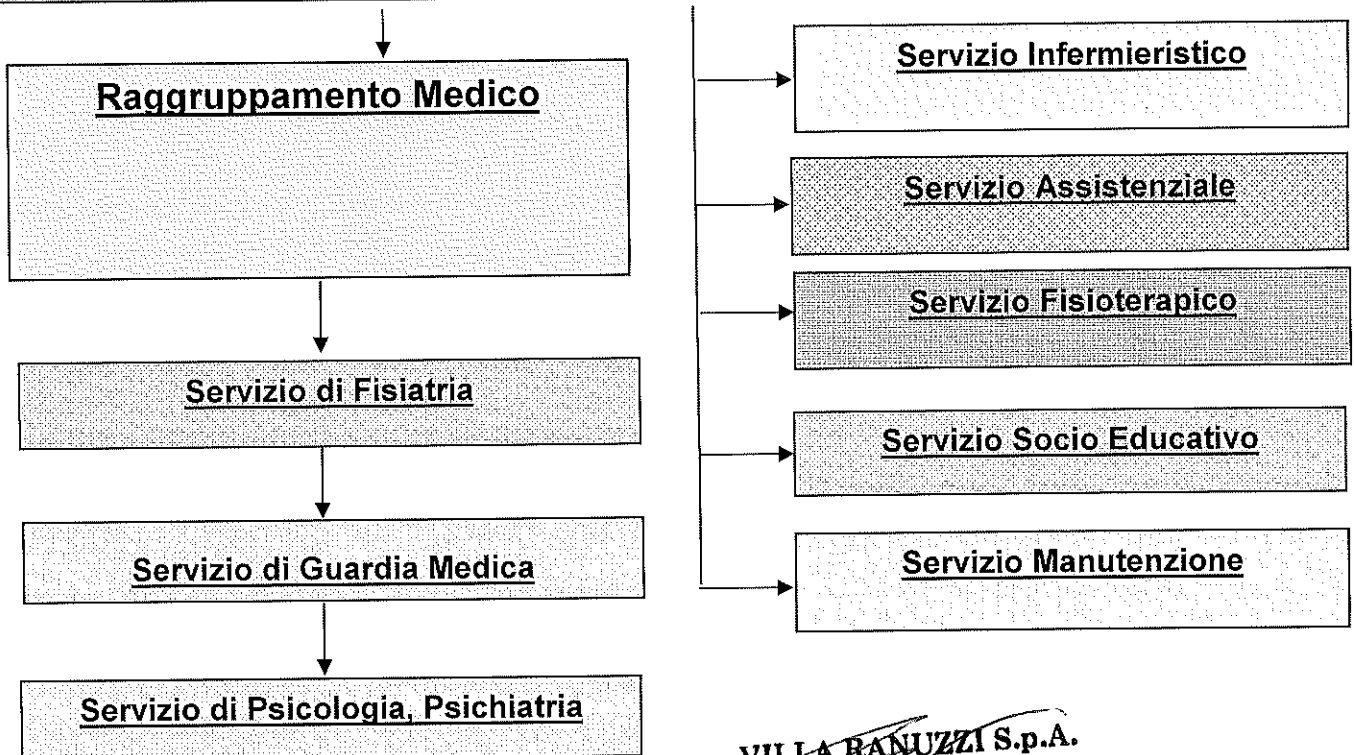 Raggruppamento Medico
Servizio di Fisiatria
Servizio di Guardia Medica
Servizio di Psicologia, Psichiatria
Servizio Infermieristico
Servizio Assistenziale
Servizio Fisioterapico
Servizio Socio Educativo
Servizio Manutenzione
VILLA RANUZZI S.p.A.